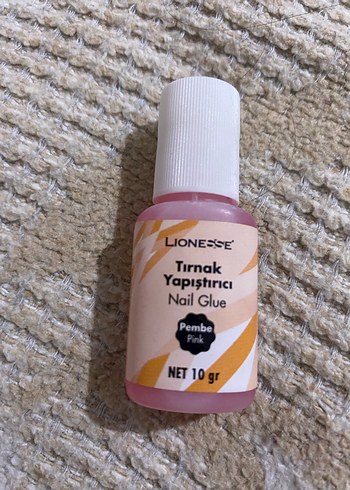 LIONESSE
Tırnak
Yapıştırıcı
Nail Glue
Pembe
Pink
NET 10 gr